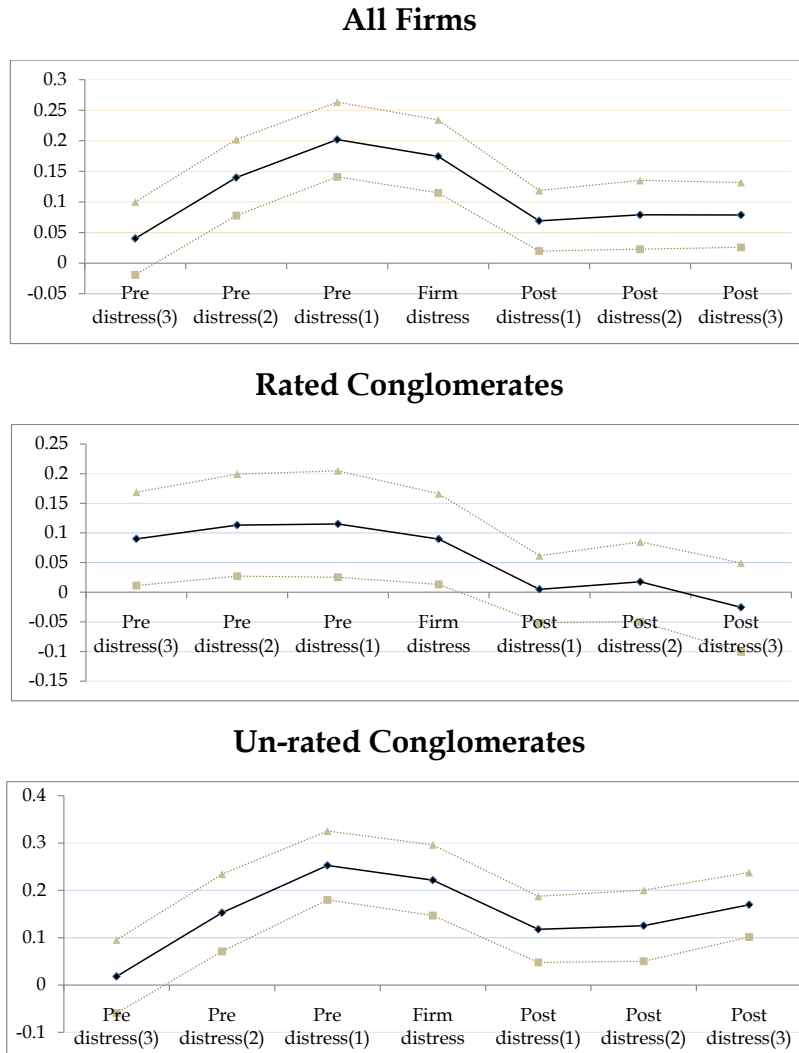 All Firms
0.3
0.25
0.2
0.15
0.1
0.05
0
-0.05
Pre distress(3)
Pre distress(2)
Pre distress(1)
Firm distress
Post distress(1)
Post distress(2)
Post distress(3)
Rated Conglomerates
0.25
0.2
0.15
0.1
0.05
0
-0.05
-0.1
-0.15
Pre distress(3)
Pre distress(2)
Pre distress(1)
Firm distress
Post distress(1)
Post distress(2)
Post distress(3)
Un-rated Conglomerates
0.4
0.3
0.2
0.1
0
-0.1
Pre distress(3)
Pre distress(2)
Pre distress(1)
Firm distress
Post distress(1)
Post distress(2)
Post distress(3)